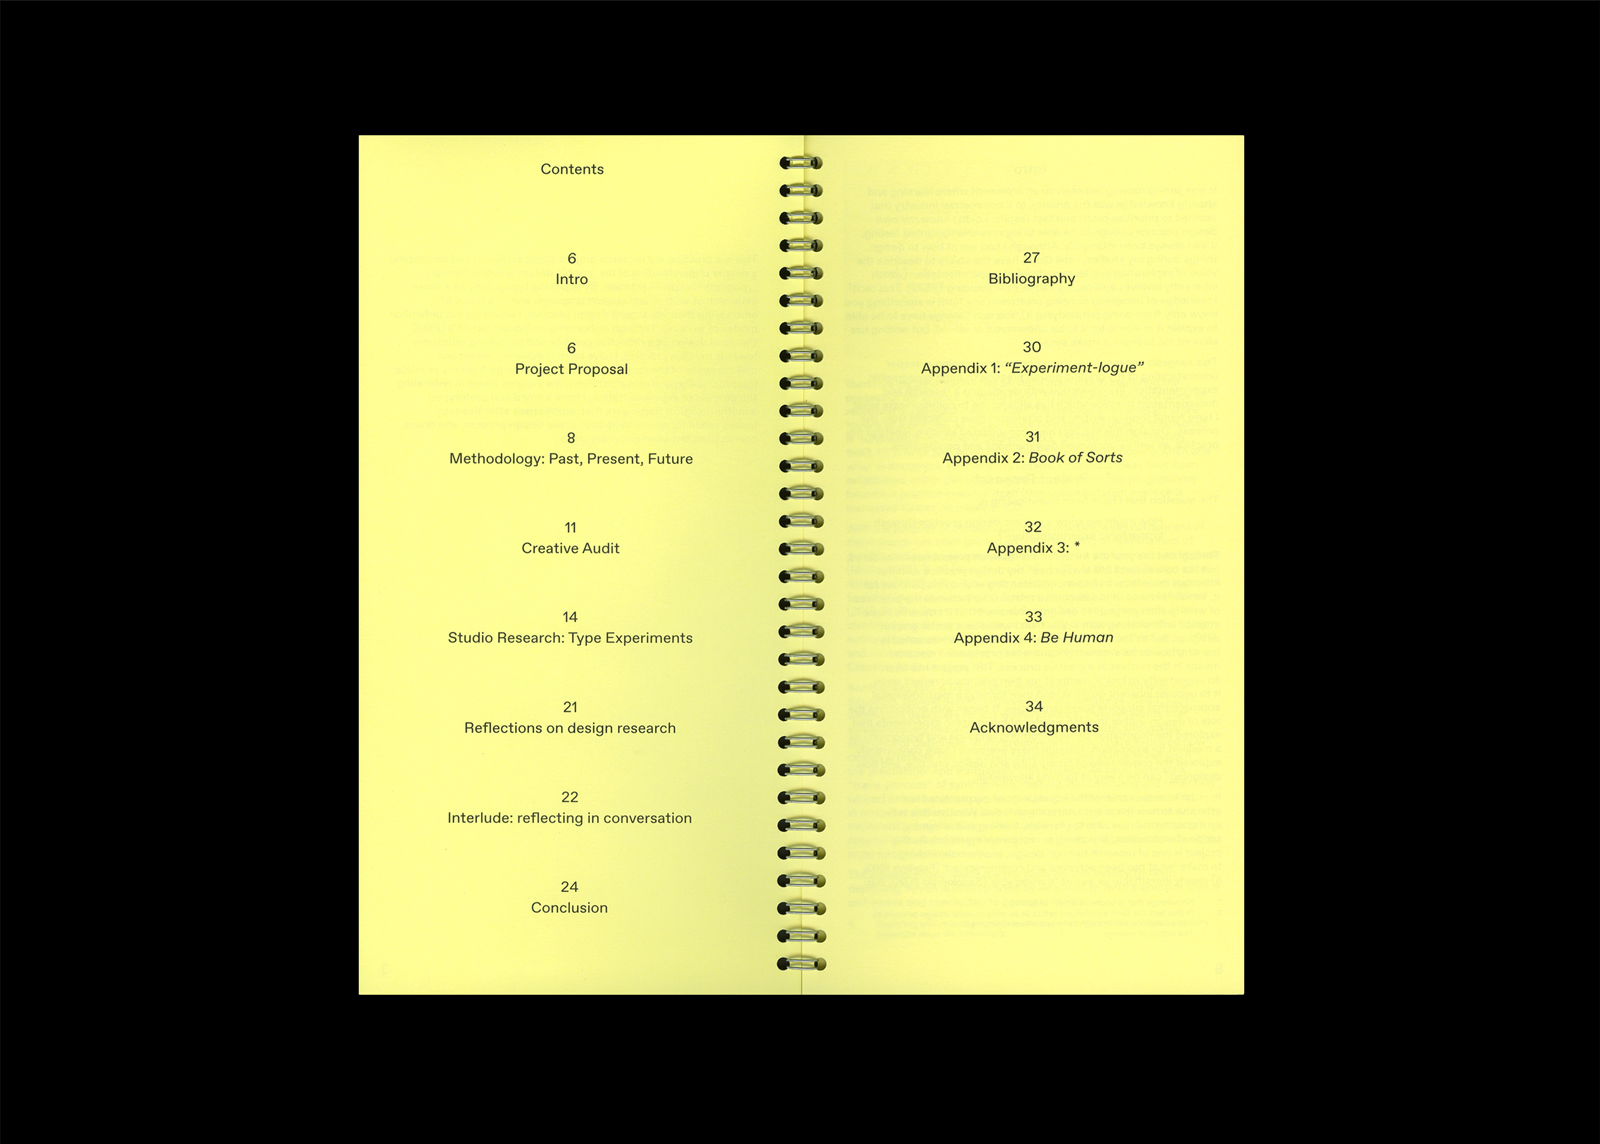 Contents
6
Intro
6
Project Proposal
8
Methodology: Past, Present, Future
11
Creative Audit
14
Studio Research: Type Experiments
21
Reflections on design research
22
Interlude: reflecting in conversation
24
Conclusion
27
Bibliography
30
Appendix 1: “Experiment-logue”
31
Appendix 2: Book of Sorts
32
Appendix 3: *
33
Appendix 4: Be Human
34
Acknowledgments